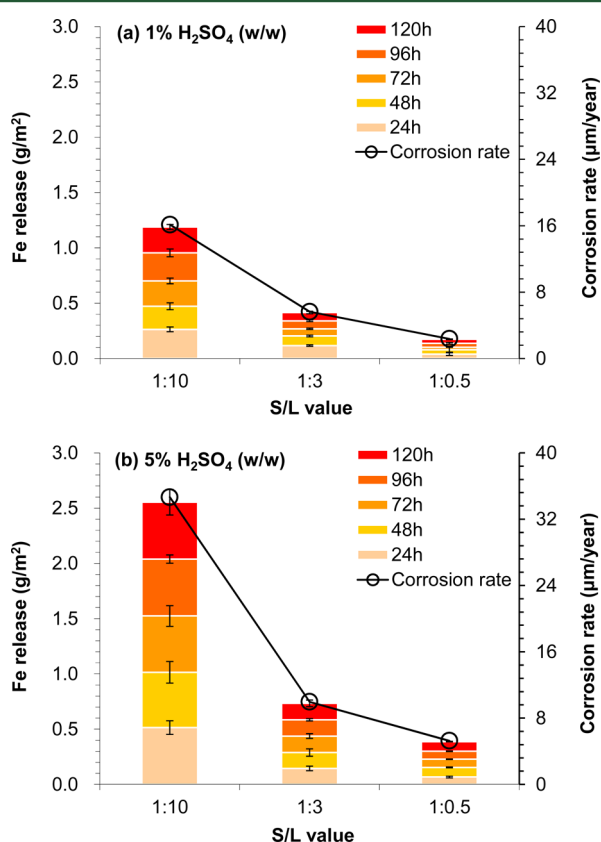 (a) 1% H₂SO₄ (w/w)
120h
96h
72h
48h
24h
Corrosion rate
Fe release (g/m²)
3.0
2.5
2.0
1.5
1.0
0.5
0.0
40
32
24
16
8
0
Corrosion rate (µm/year)
1:10 1:3 1:0.5
S/L value
(b) 5% H₂SO₄ (w/w)
120h
96h
72h
48h
24h
Corrosion rate
Fe release (g/m²)
3.0
2.5
2.0
1.5
1.0
0.5
0.0
40
32
24
16
8
0
Corrosion rate (µm/year)
1:10 1:3 1:0.5
S/L value